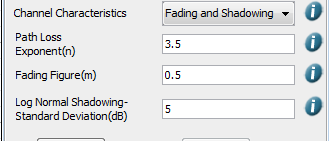 Channel Characteristics Fading and Shadowing
Path Loss
Exponent(n) 3.5
Fading Figure(m) 0.5
Log Normal Shadowing-
Standard Deviation(dB) 5